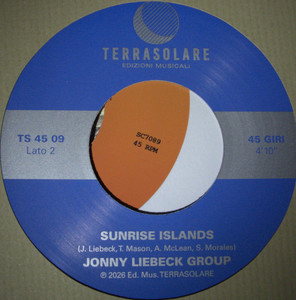 TERRASOLARE
EDIZIONI MUSICALI
TS 45 09
Lato 2
SC7089
45 RPM
45 GIRI
4'10"
SUNRISE ISLANDS
(J. Liebeck, T. Mason, A. McLean, S. Morales)
JONNY LIEBECK GROUP
℗ 2026 Ed. Mus. TERRASOLARE